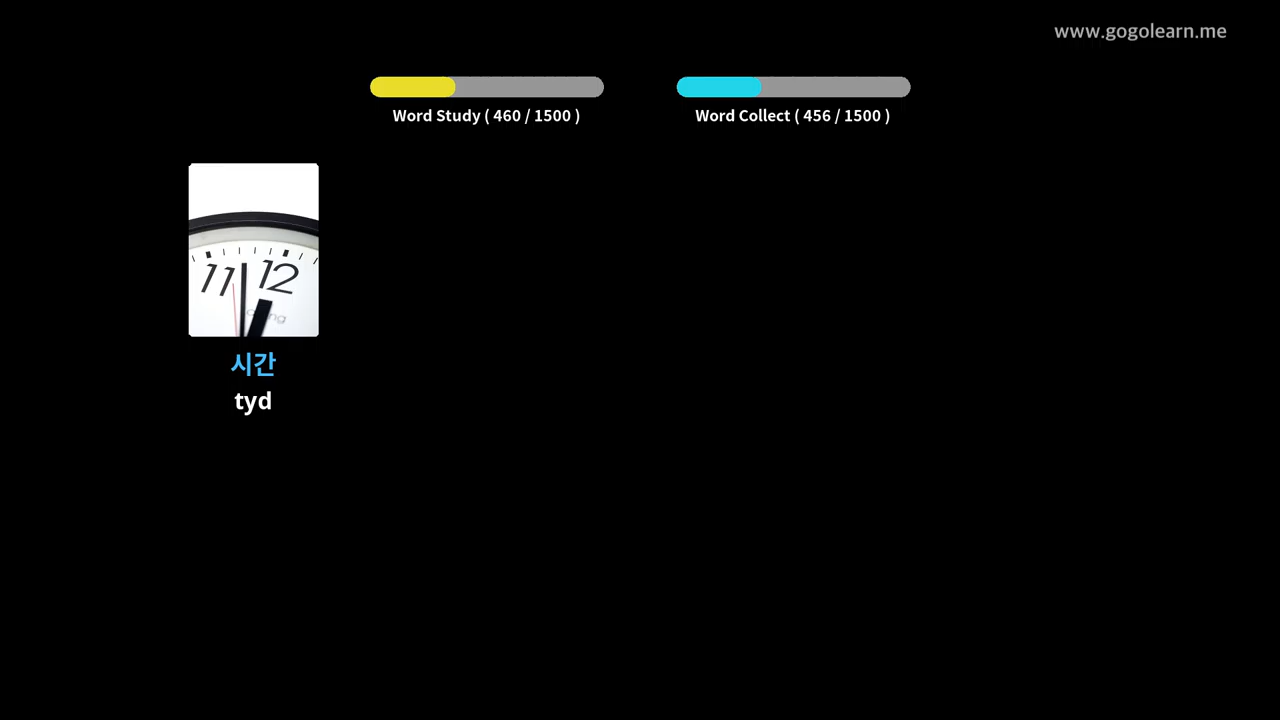 www.gogolearn.me
Word Study ( 460 / 1500 )
Word Collect ( 456 / 1500 )
11 12
시간
tyd